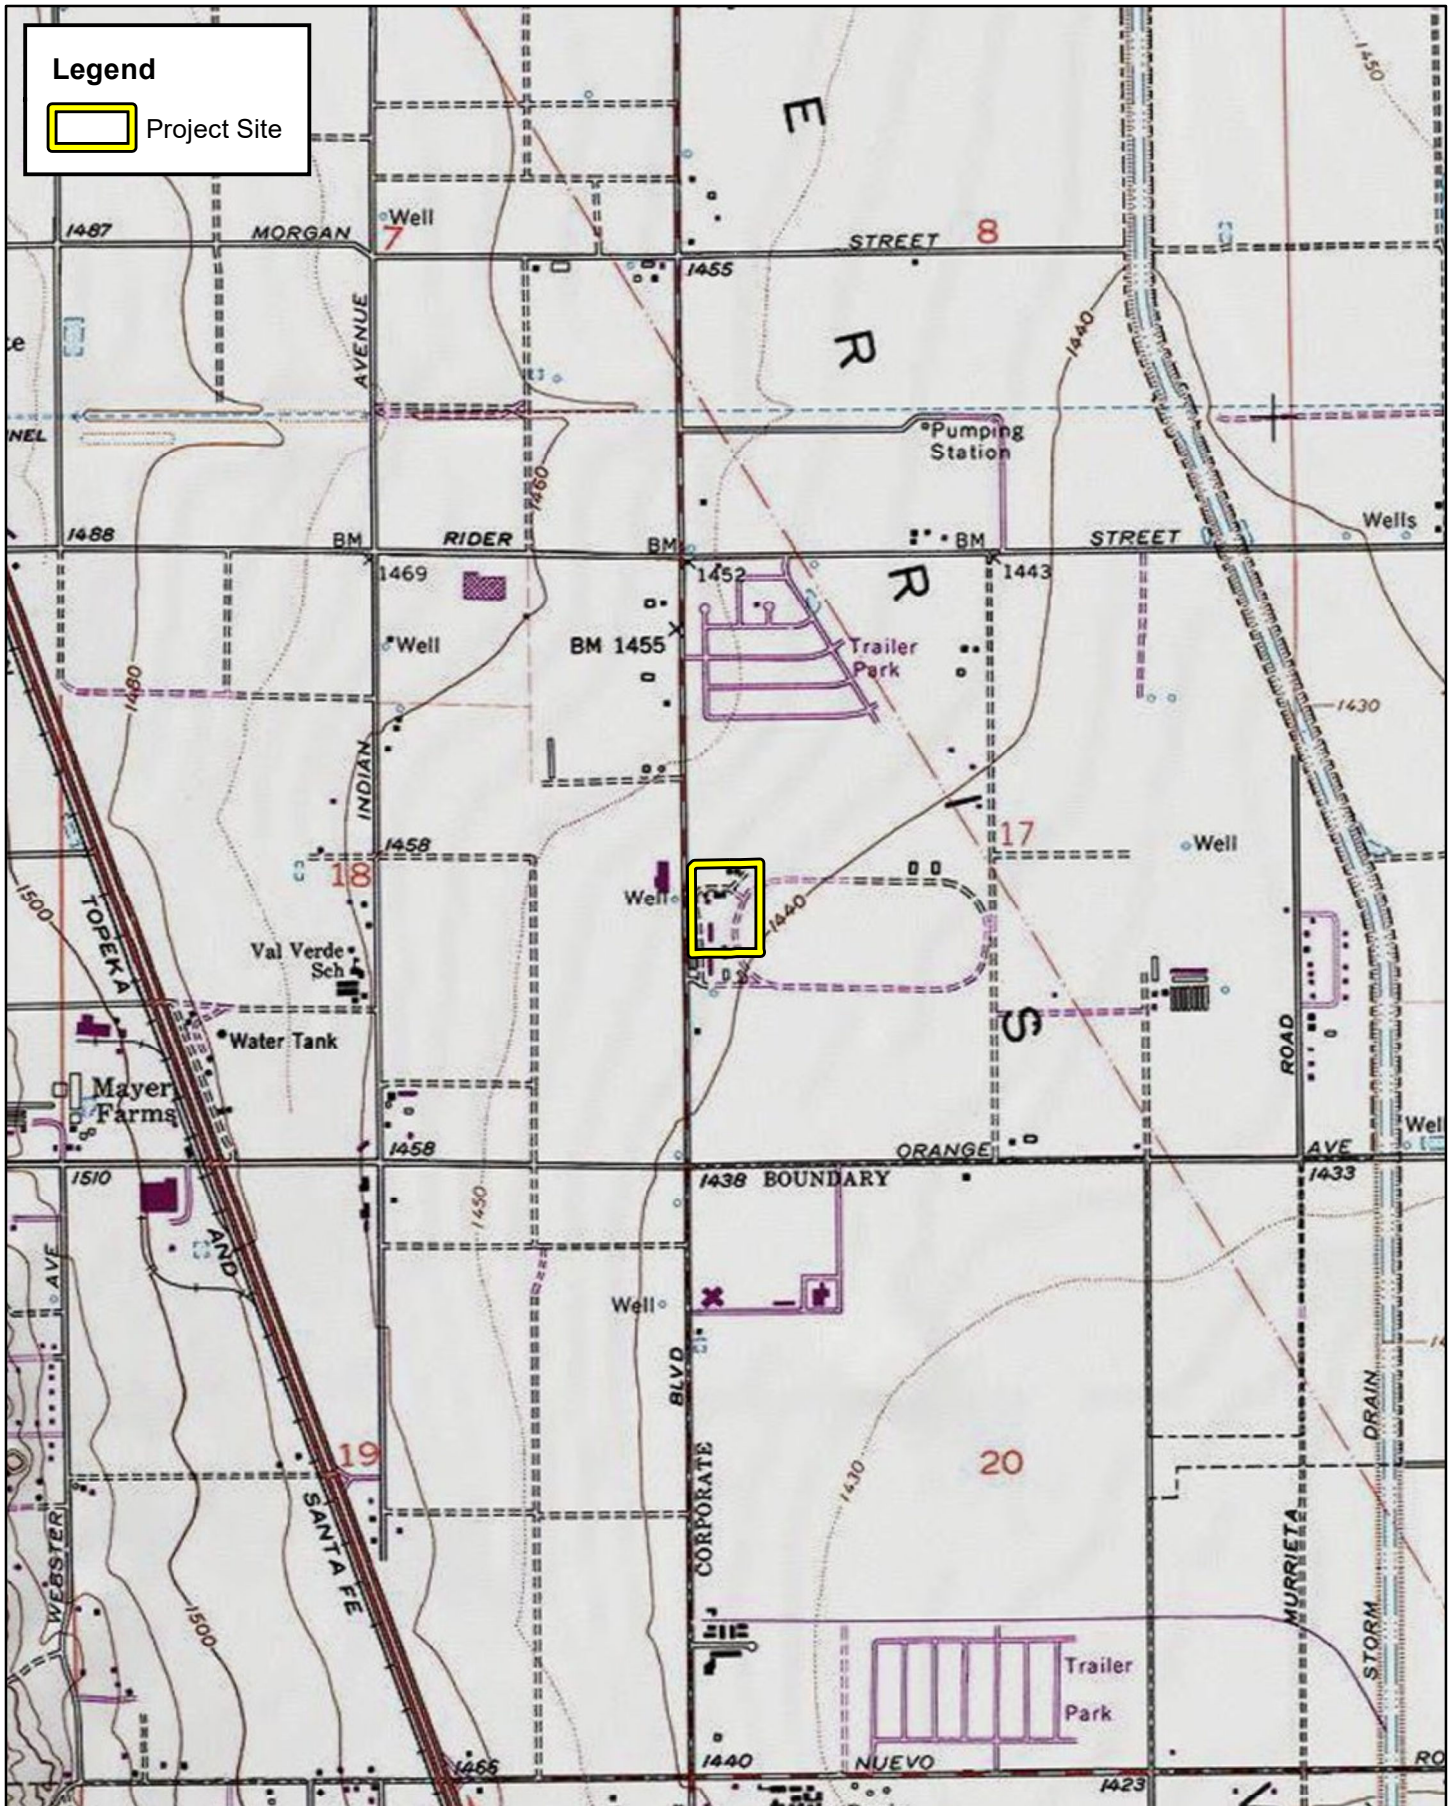 Legend
Project Site
1450
E
Well
1487
MORGAN
7
STREET
8
1455
AVENUE
R
1440
NEL
Pumping
Station
1460
Wells
1488
BM
RIDER
BM
BM
STREET
1469
1452
1443
R
Well
BM 1455
Trailer
Park
1480
1430
INDIAN
I
17
1458
Well
18
1500
Well
1440
TOPEKA
Val Verde
Sch
S
Water Tank
ROAD
Mayer
Farms
Well
1458
ORANGE
AVE
1510
1438
BOUNDARY
1433
1450
AND
AVE
Well
BLVD
DRAIN
19
20
CORPORATE
1430
SANTA FE
WEBSTER
MURRIETA
1500
STORM
Trailer
Park
1466
1440
NUEVO
RO
1423